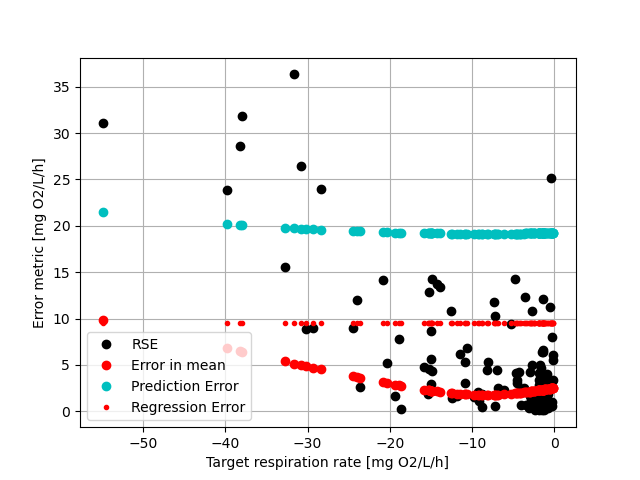 35
30
25
20
15
10
5
0
Error metric [mg O2/L/h]
RSE
Error in mean
Prediction Error
Regression Error
−50
−40
−30
−20
−10
0
Target respiration rate [mg O2/L/h]